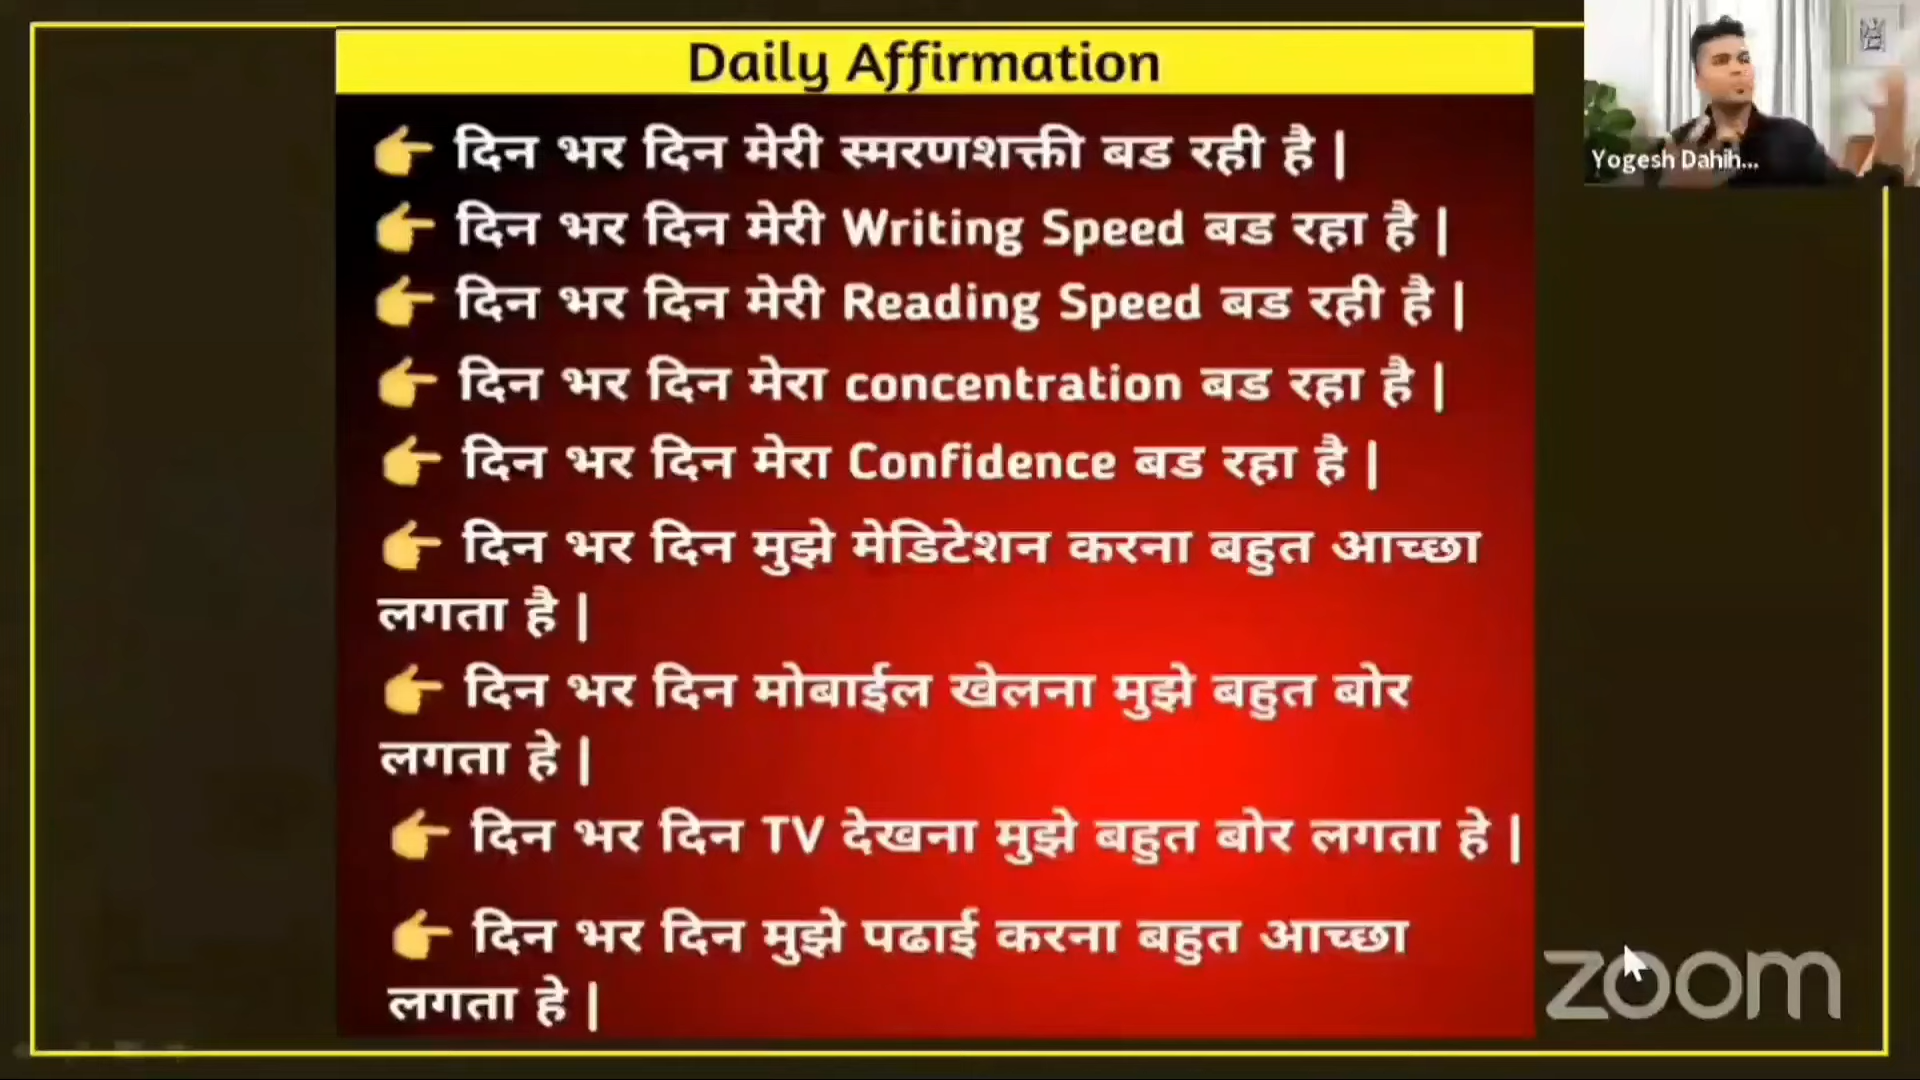 Daily Affirmation
Yogesh Dahih...
👉 दिन भर दिन मेरी स्मरणशक्ती बड रही है |
👉 दिन भर दिन मेरी Writing Speed बड रहा है |
👉 दिन भर दिन मेरी Reading Speed बड रही है |
👉 दिन भर दिन मेरा concentration बड रहा है |
👉 दिन भर दिन मेरा Confidence बड रहा है |
👉 दिन भर दिन मुझे मेडिटेशन करना बहुत आच्छा
लगता है |
👉 दिन भर दिन मोबाईल खेलना मुझे बहुत बोर
लगता हे |
👉 दिन भर दिन TV देखना मुझे बहुत बोर लगता हे |
👉 दिन भर दिन मुझे पढाई करना बहुत आच्छा
लगता हे |
zoom